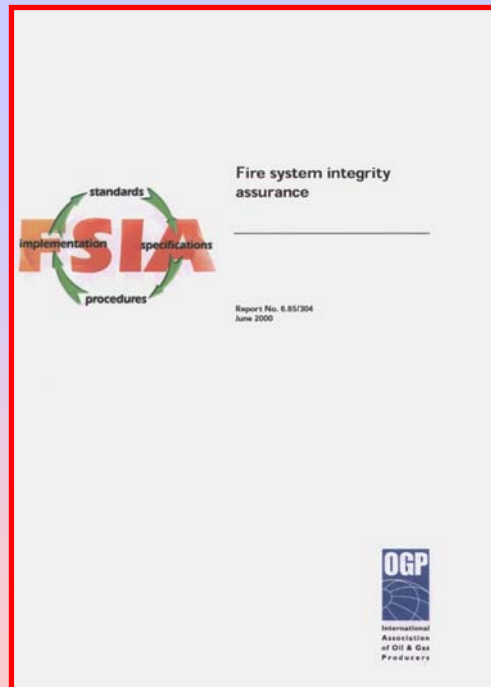 Fire system integrity
assurance
standards
implementation
FSIA
specifications
procedures
Report No. 6.85/304
June 2000
OGP
International
Association
of Oil & Gas
Producers